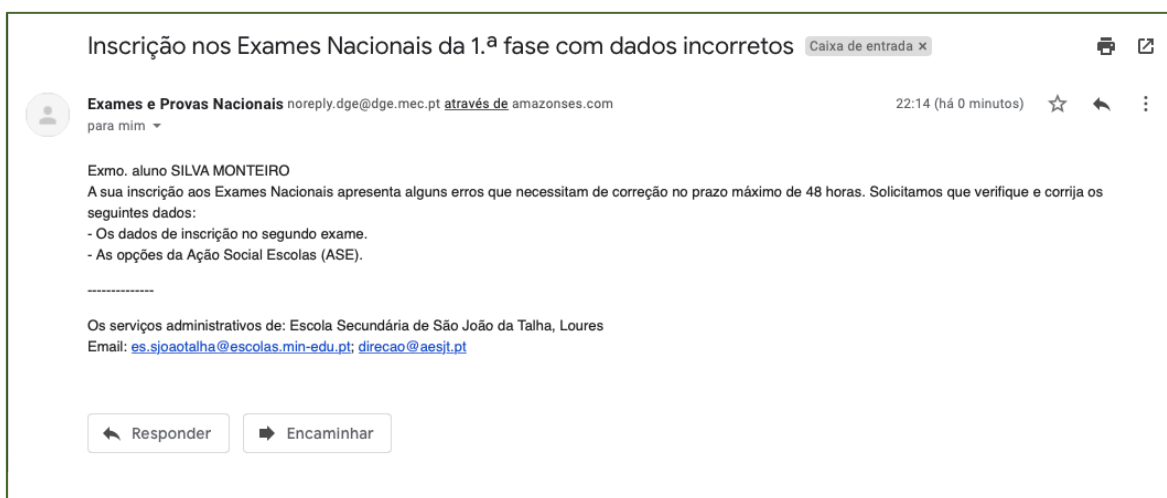 Inscrição nos Exames Nacionais da 1.ª fase com dados incorretos Caixa de entrada ×
Exames e Provas Nacionais noreply.dge@dge.mec.pt através de amazonses.com 22:14 (há 0 minutos)
para mim
Exmo. aluno SILVA MONTEIRO
A sua inscrição aos Exames Nacionais apresenta alguns erros que necessitam de correção no prazo máximo de 48 horas. Solicitamos que verifique e corrija os
seguintes dados:
- Os dados de inscrição no segundo exame.
- As opções da Ação Social Escolas (ASE).
--------------
Os serviços administrativos de: Escola Secundária de São João da Talha, Loures
Email: es.sjoaotalha@escolas.min-edu.pt; direcao@aesjt.pt
Responder Encaminhar